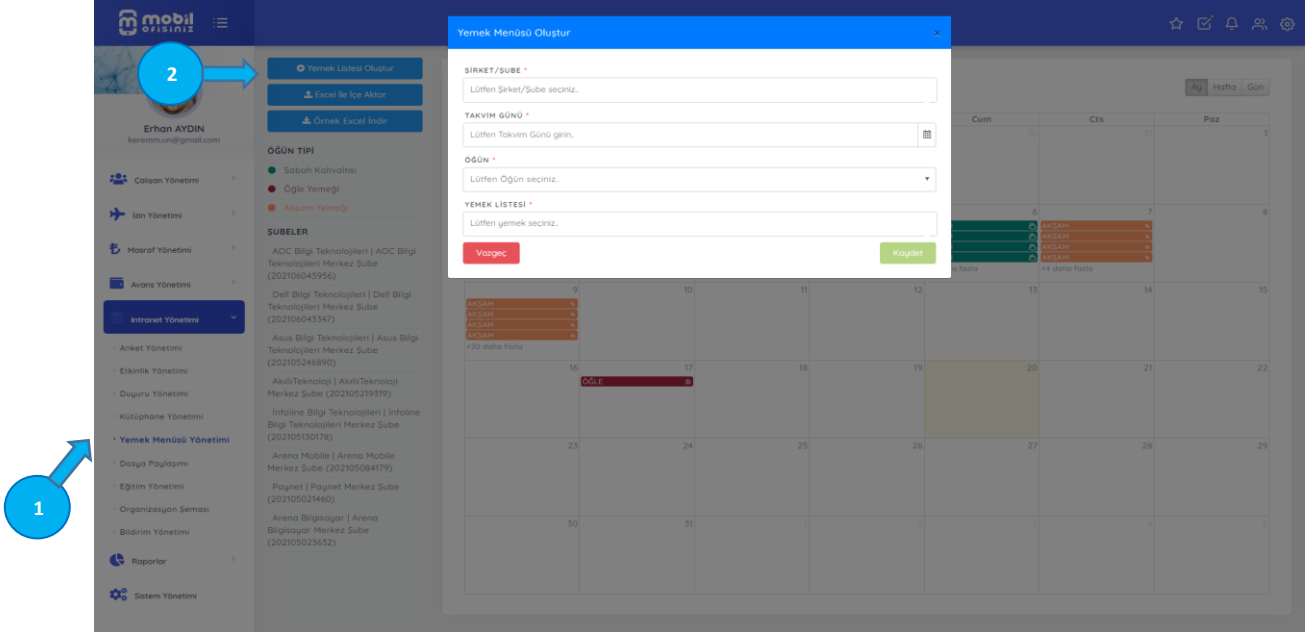 mobil
ofisiniz
Erhan AYDIN
keremm.un@gmail.com
Çalışan Yönetimi
İzin Yönetimi
Masraf Yönetimi
Avans Yönetimi
Intranet Yönetimi
Anket Yönetimi
Etkinlik Yönetimi
Duyuru Yönetimi
Kütüphane Yönetimi
Yemek Menüsü Yönetimi
Dosya Paylaşımı
Eğitim Yönetimi
Organizasyon Şeması
Bildirim Yönetimi
Raporlar
Sistem Yönetimi
1
2
Yemek Listesi Oluştur
Excel İle İçe Aktar
Örnek Excel İndir
ÖĞÜN TİPİ
Sabah Kahvaltısı
Öğle Yemeği
Akşam Yemeği
ŞUBELER
AOC Bilgi Teknolojileri | AOC Bilgi
Teknolojileri Merkez Şube
(202106045956)
Dell Bilgi Teknolojileri | Dell Bilgi
Teknolojileri Merkez Şube
(202106043347)
Asus Bilgi Teknolojileri | Asus Bilgi
Teknolojileri Merkez Şube
(202105246890)
AkıllıTeknoloji | AkıllıTeknoloji
Merkez Şube (202105219319)
İnfoline Bilgi Teknolojileri | İnfoline
Bilgi Teknolojileri Merkez Şube
(202105130178)
Arena Mobile | Arena Mobile
Merkez Şube (202105084179)
Paynet | Paynet Merkez Şube
(202105021460)
Arena Bilgisayar | Arena
Bilgisayar Merkez Şube
(202105023632)
Yemek Menüsü Oluştur ×
ŞİRKET/ŞUBE *
Lütfen Şirket/Şube seçiniz..
TAKVİM GÜNÜ *
Lütfen Takvim Günü girin..
ÖĞÜN *
Lütfen Öğün seçiniz..
YEMEK LİSTESİ *
Lütfen yemek seçiniz..
Vazgeç Kaydet
Ay Hafta Gün
Cum Cts Paz
1
6 7 8
AKŞAM
AKŞAM
AKŞAM
AKŞAM
fazla +4 daha fazla
9 10 11 12 13 14 15
AKŞAM
AKŞAM
AKŞAM
AKŞAM
+20 daha fazla
16 17 18 19 20 21 22
ÖĞLE
23 24 25 26 27 28 29
30 31 1 2 3 4 5